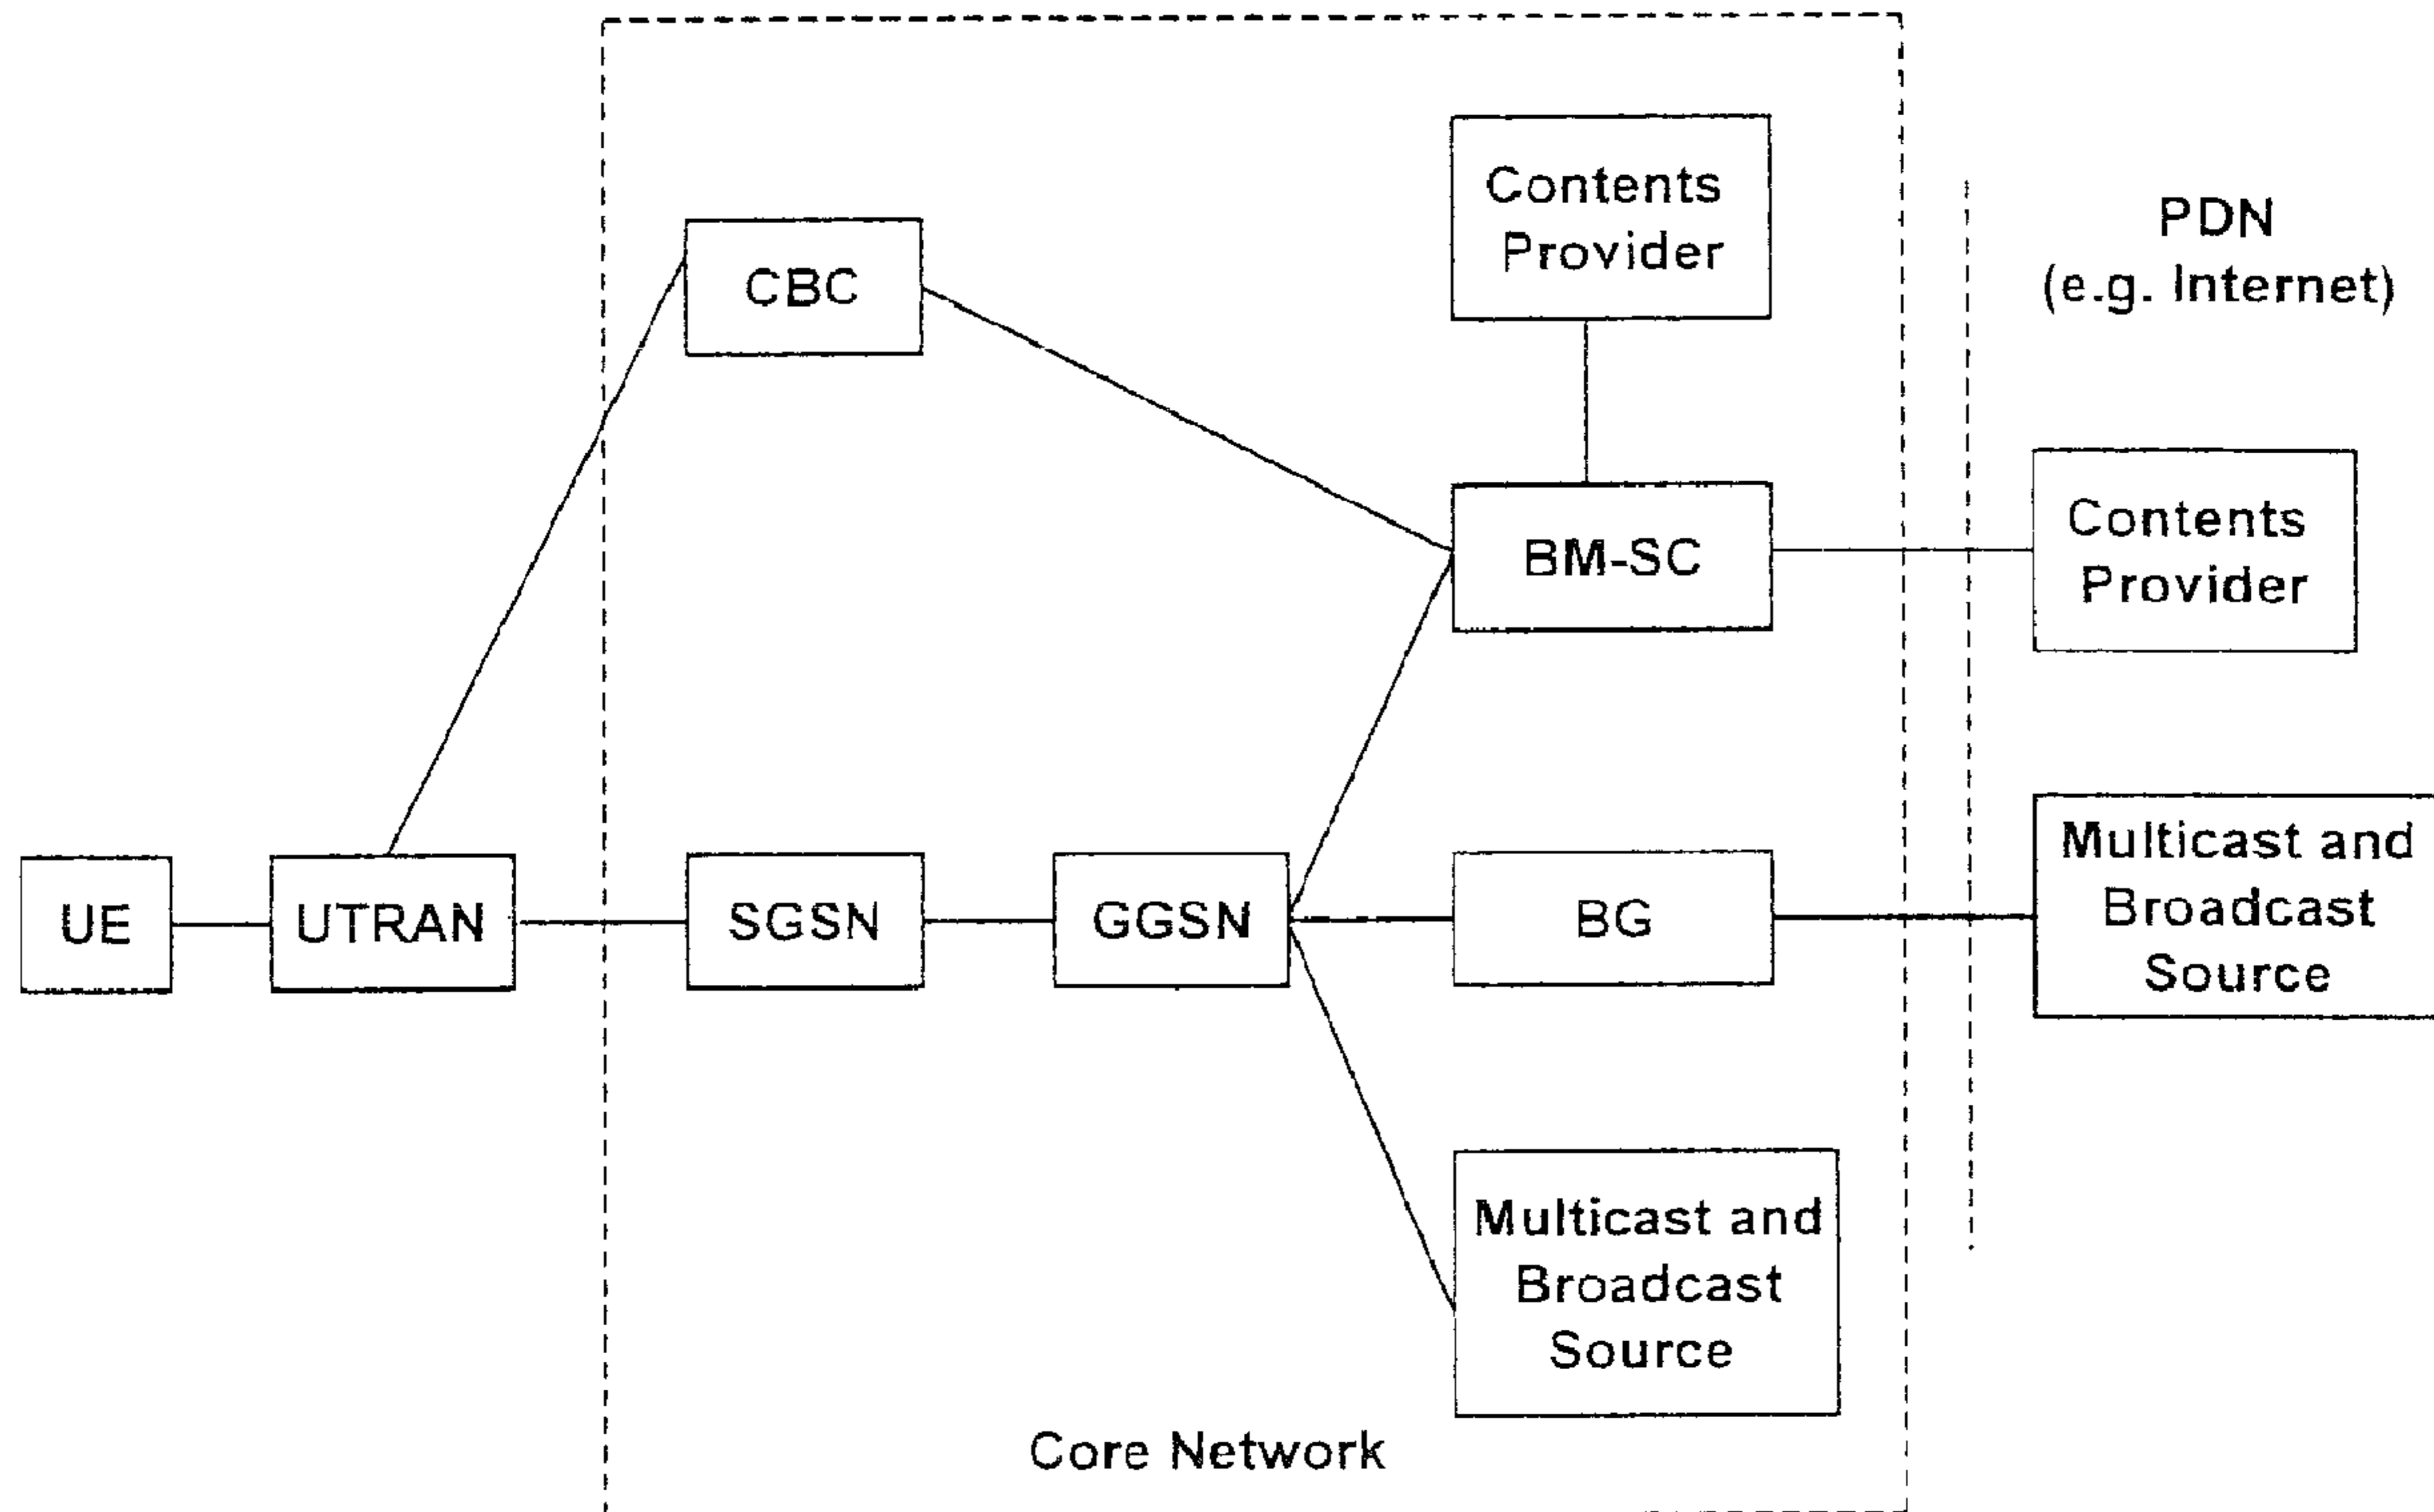 Contents
Provider
PDN
(e.g. Internet)
CBC
Contents
Provider
BM-SC
Multicast and
Broadcast
Source
UE
UTRAN
SGSN
GGSN
BG
Multicast and
Broadcast
Source
Core Network